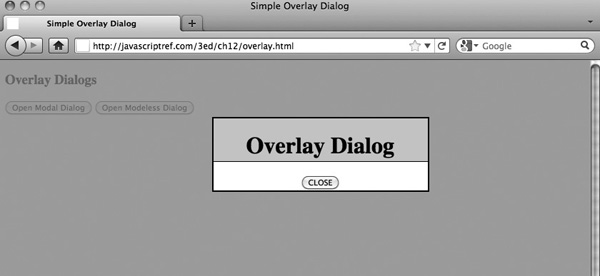 Simple Overlay Dialog
Simple Overlay Dialog
http://javascriptref.com/3ed/ch12/overlay.html
Google
Overlay Dialogs
Open Modal Dialog Open Modeless Dialog
Overlay Dialog
CLOSE